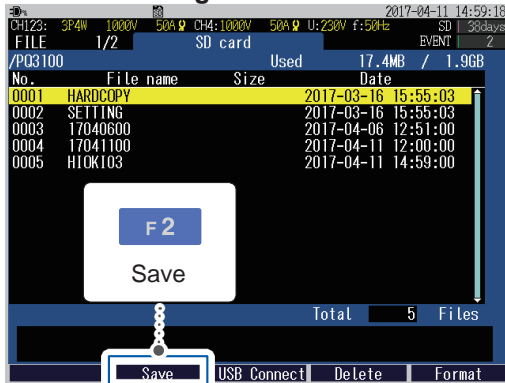 2017-04-11 14:59:18
CH123: 3P4W 1000V 50A CH4:1000V 50A U:230V f:50Hz SD 38days
FILE 1/2 SD card EVENT 2
/PQ3100 Used 17.4MB / 1.9GB
No. File name Size Date
0001 HARDCOPY 2017-03-16 15:55:03
0002 SETTING 2017-03-16 15:55:03
0003 17040600 2017-04-06 12:51:00
0004 17041100 2017-04-11 12:00:00
0005 HIOKI03 2017-04-11 14:59:00
F 2
Save
Total 5 Files
Save USB Connect Delete Format